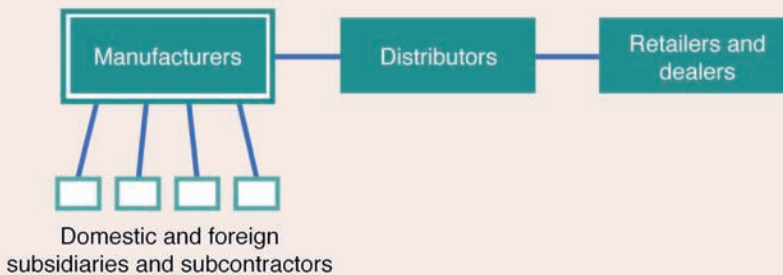 Manufacturers
Distributors
Retailers and
dealers
Domestic and foreign
subsidiaries and subcontractors